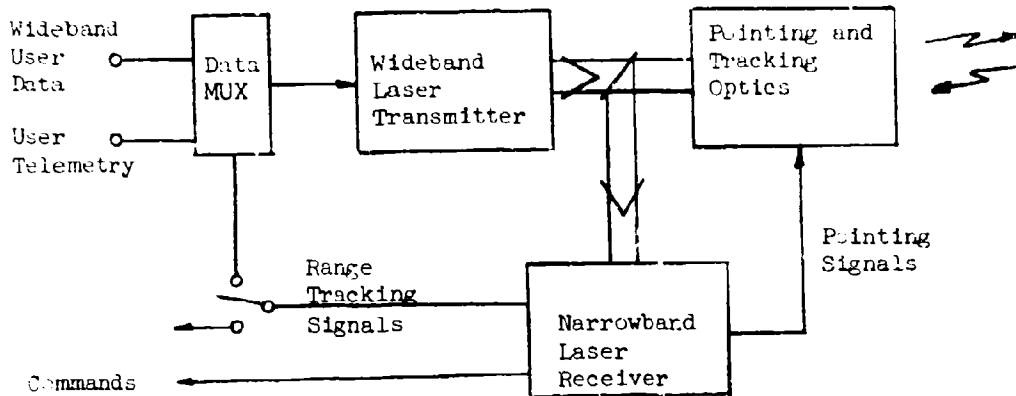 Wideband
User
Data
User
Telemetry
Data
MUX
Wideband
Laser
Transmitter
Pointing and
Tracking
Optics
Pointing
Signals
Range
Tracking
Signals
Narrowband
Laser
Receiver
Commands